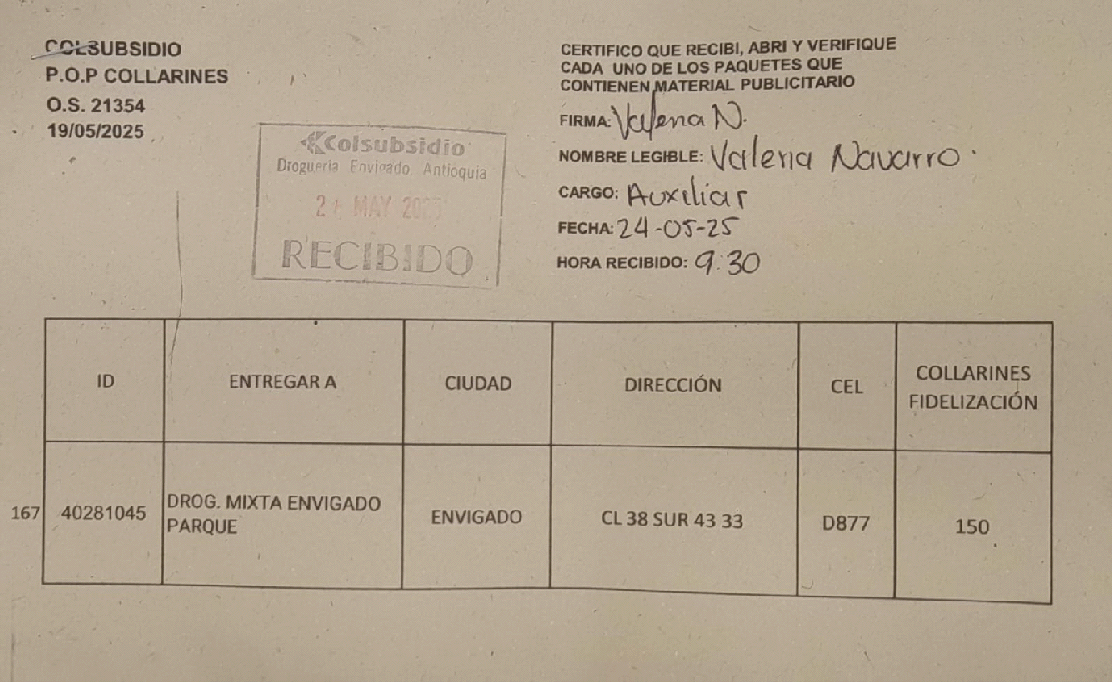 COLSUBSIDIO
P.O.P COLLARINES
O.S. 21354
19/05/2025
Colsubsidio
Drogueria Envigado Antioquia
MAY
RECIBIDO
CERTIFICO QUE RECIBI, ABRI Y VERIFIQUE
CADA UNO DE LOS PAQUETES QUE
CONTIENEN MATERIAL PUBLICITARIO
FIRMA: Valeria N.
NOMBRE LEGIBLE: Valeria Navarro.
CARGO: Auxiliar
FECHA: 24-05-25
HORA RECIBIDO: 9:30
ID ENTREGAR A CIUDAD DIRECCIÓN CEL COLLARINES
FIDELIZACIÓN
167 40281045 DROG. MIXTA ENVIGADO
PARQUE ENVIGADO CL 38 SUR 43 33 D877 150